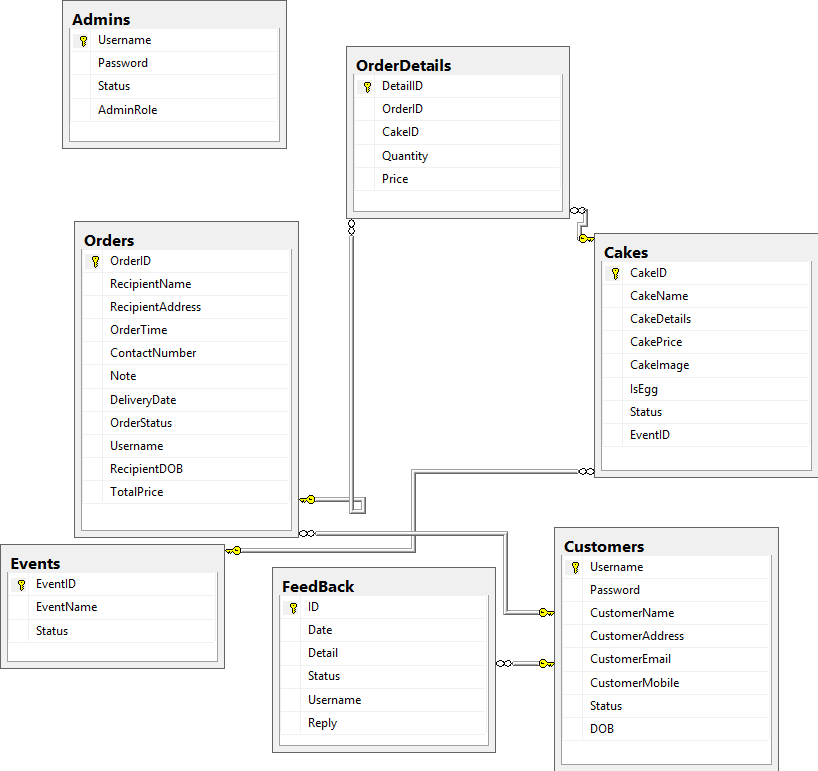 Admins
Username
Password
Status
AdminRole
OrderDetails
DetailID
OrderID
CakeID
Quantity
Price
Orders
OrderID
RecipientName
RecipientAddress
OrderTime
ContactNumber
Note
DeliveryDate
OrderStatus
Username
RecipientDOB
TotalPrice
Cakes
CakeID
CakeName
CakeDetails
CakePrice
CakeImage
IsEgg
Status
EventID
Events
EventID
EventName
Status
FeedBack
ID
Date
Detail
Status
Username
Reply
Customers
Username
Password
CustomerName
CustomerAddress
CustomerEmail
CustomerMobile
Status
DOB